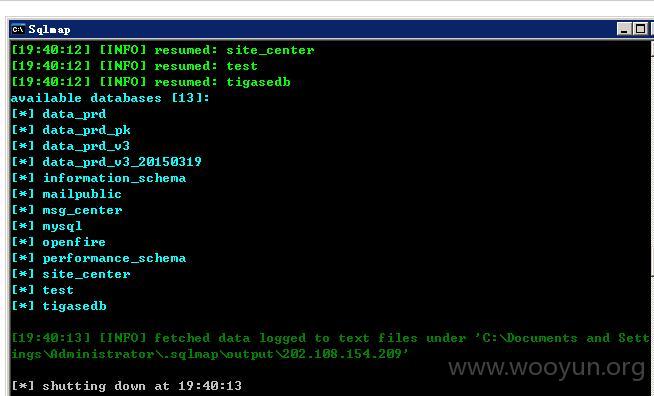 Sqlmap
[19:40:12] [INFO] resumed: site_center
[19:40:12] [INFO] resumed: test
[19:40:12] [INFO] resumed: tigasedb
available databases [13]:
[*] data_prd
[*] data_prd_pk
[*] data_prd_v3
[*] data_prd_v3_20150319
[*] information_schema
[*] mailpublic
[*] msg_center
[*] mysql
[*] openfire
[*] performance_schema
[*] site_center
[*] test
[*] tigasedb
[19:40:13] [INFO] fetched data logged to text files under 'C:\Documents and Sett
ings\Administrator\.sqlmap\output\202.108.154.209'
www.wooyun.org
[*] shutting down at 19:40:13